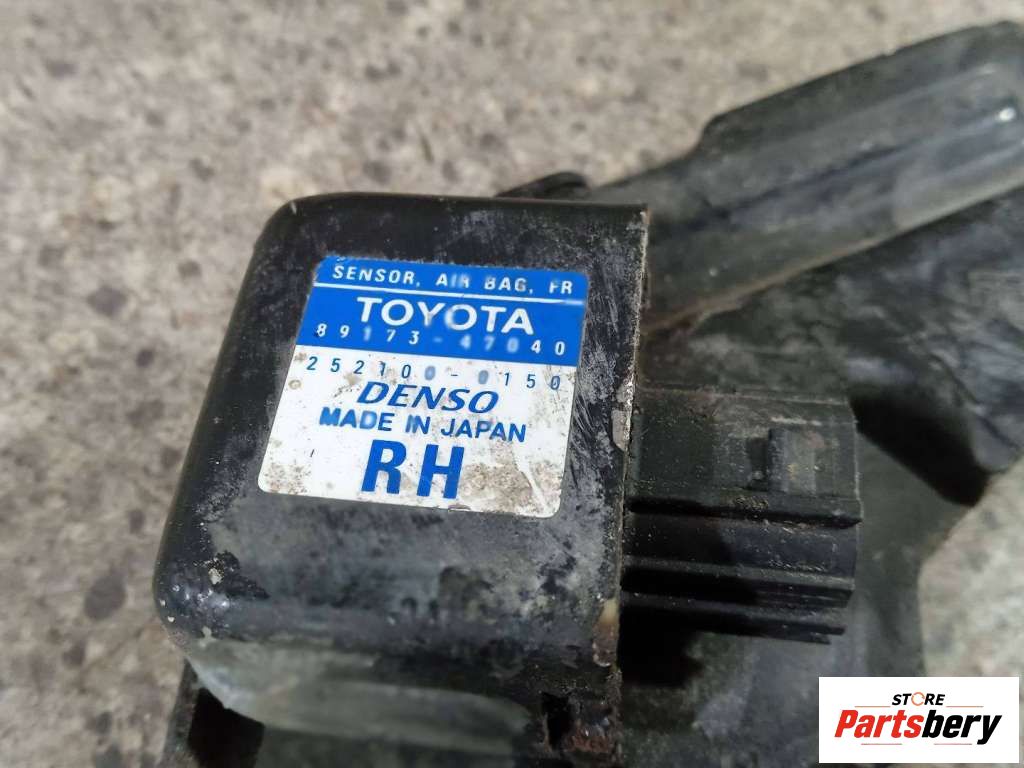 SENSOR, AIR BAG, FR
TOYOTA
89173-47040
252100-0150
DENSO
MADE IN JAPAN
RH
STORE
Partsbery